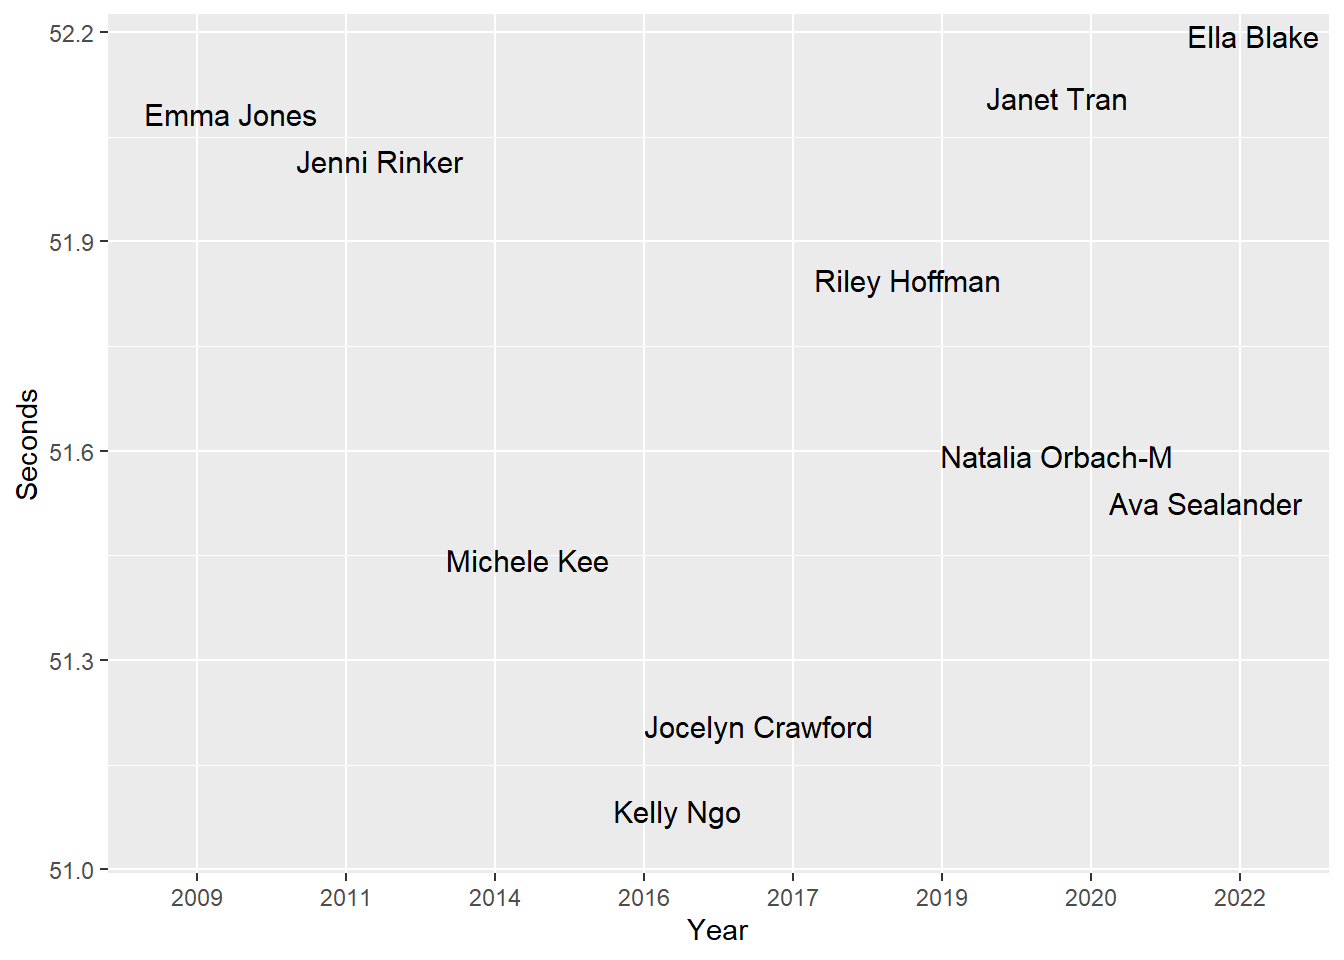 52.2
Ella Blake
Janet Tran
Emma Jones
Jenni Rinker
51.9
Riley Hoffman
51.6
Natalia Orbach-M
Ava Sealander
Michele Kee
51.3
Jocelyn Crawford
Kelly Ngo
51.0
Seconds
2009 2011 2014 2016 2017 2019 2020 2022
Year